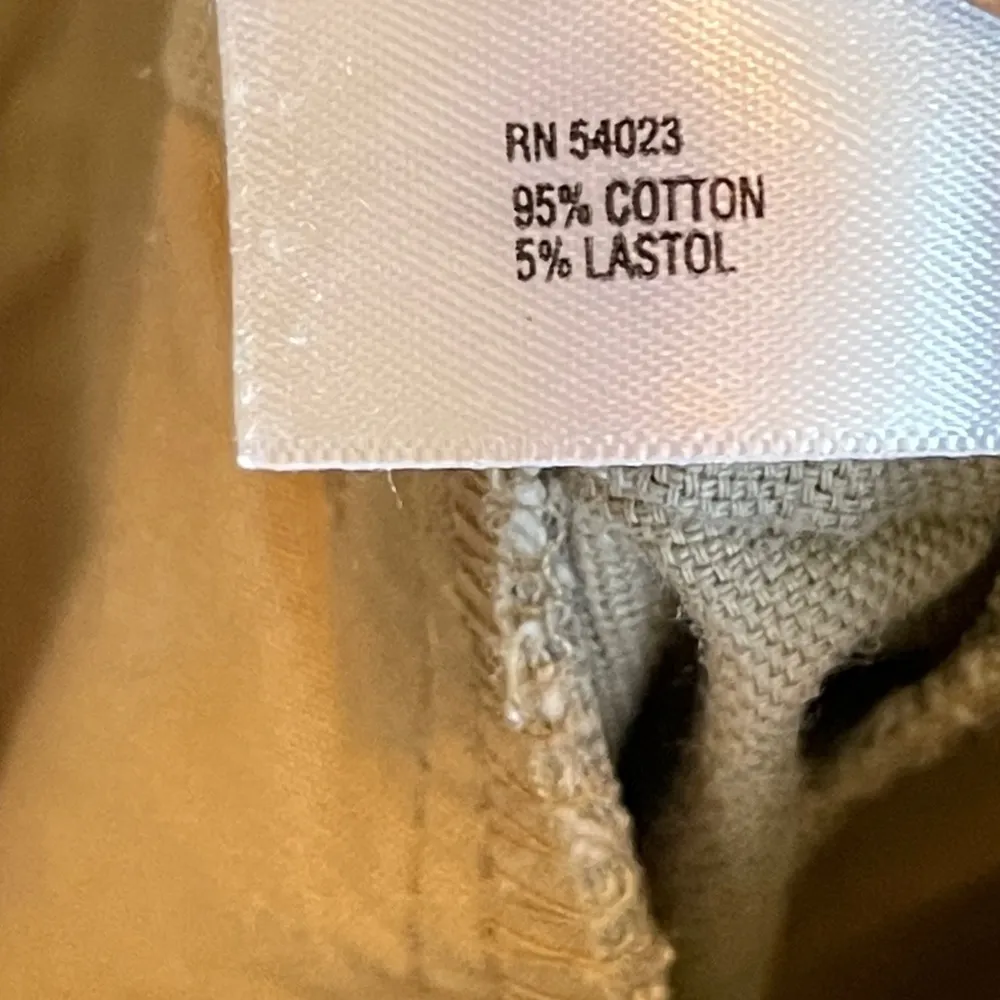 RN 54023
95% COTTON
5% LASTOL